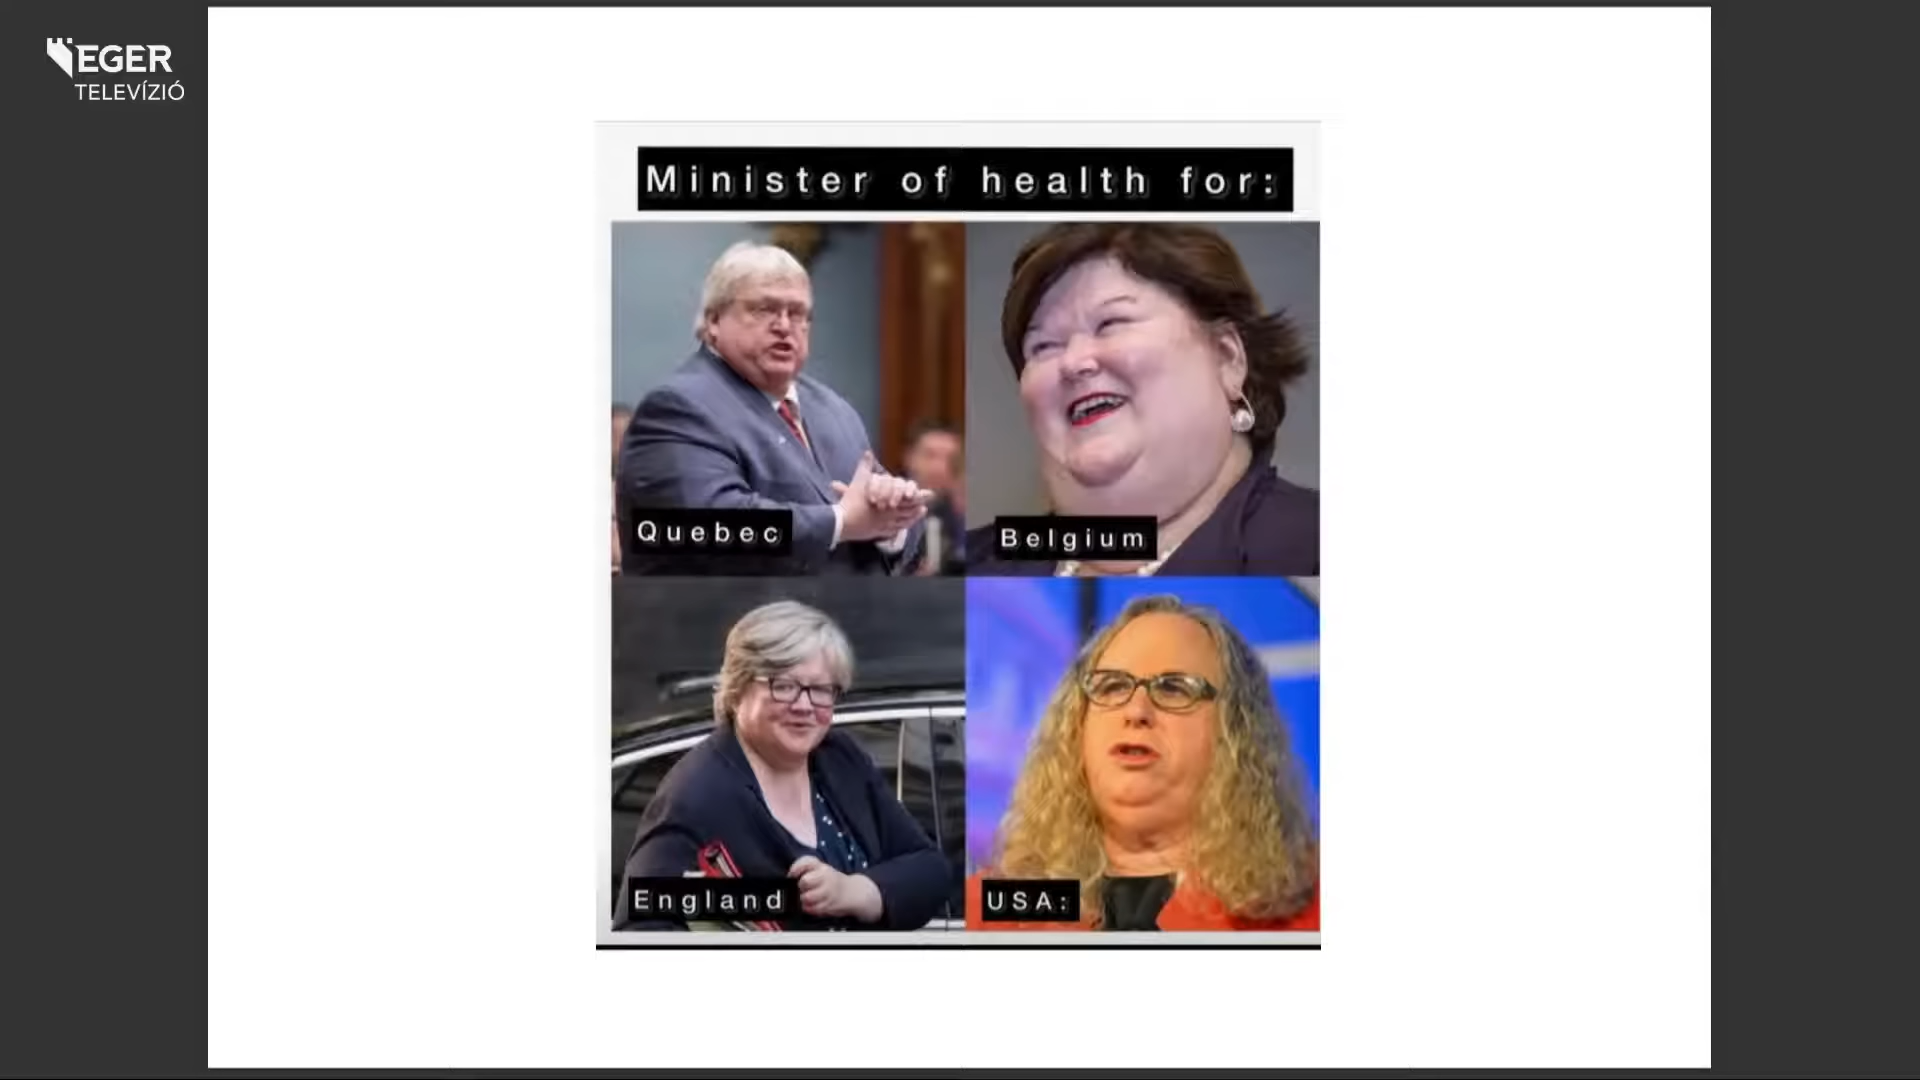 EGER
TELEVÍZIÓ
Minister of health for:
Quebec
Belgium
England
USA: